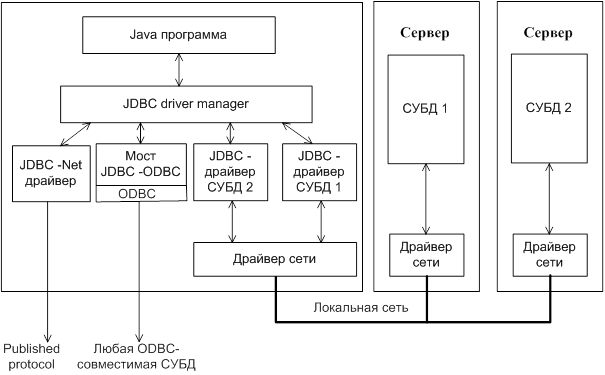 Java программа
JDBC driver manager
JDBC -Net
драйвер
Мост
JDBC -ODBC
ODBC
JDBC -
драйвер
СУБД 2
JDBC -
драйвер
СУБД 1
Драйвер сети
Published
protocol
Любая ODBC-
совместимая СУБД
Локальная сеть
Сервер
СУБД 1
Драйвер
сети
Сервер
СУБД 2
Драйвер
сети